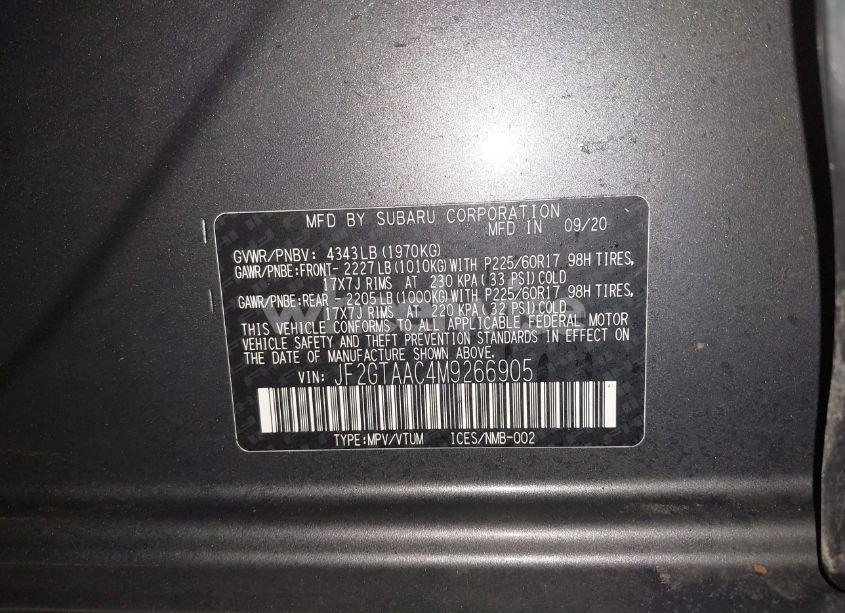 MFD BY SUBARU CORPORATION
MFD IN 09/20
GVWR/PNBV: 4343LB(1970KG)
GAWR/PNBE:FRONT- 2227LB(1010KG)WITH P225/60R17 98H TIRES,
17X7J RIMS AT 230 KPA(33 PSI)COLD
GAWR/PNBE:REAR - 2205LB(1000KG)WITH P225/60R17 98H TIRES,
17X7J RIMS AT 220 KPA(32 PSI)COLD
THIS VEHICLE CONFORMS TO ALL APPLICABLE FEDERAL MOTOR
VEHICLE SAFETY AND THEFT PREVENTION STANDARDS IN EFFECT ON
THE DATE OF MANUFACTURE SHOWN ABOVE.
VIN: JF2GTAAC4M9266905
TYPE:MPV/VTUM ICES/NMB-002